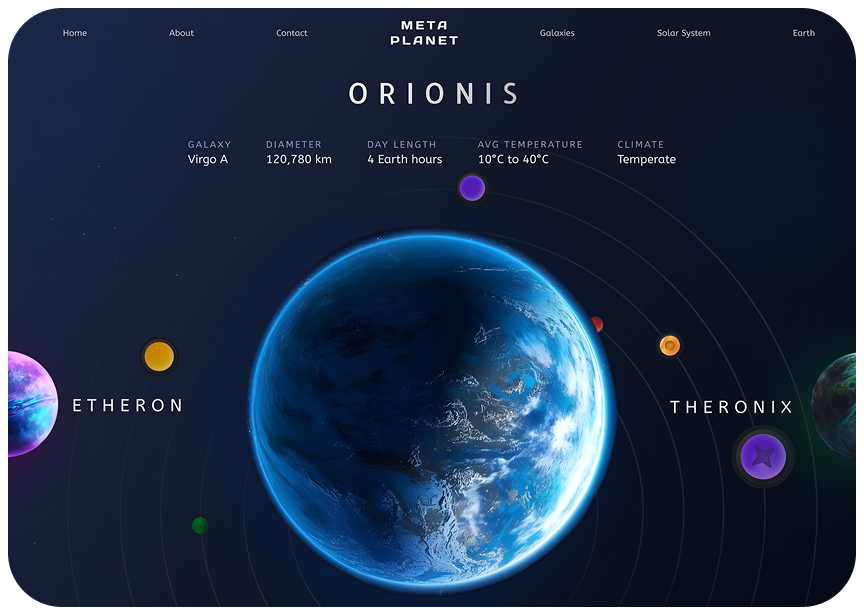 Home About Contact META PLANET Galaxies Solar System Earth
ORIONIS
GALAXY DIAMETER DAY LENGTH AVG TEMPERATURE CLIMATE
Virgo A 120,780 km 4 Earth hours 10°C to 40°C Temperate
ETHERON THERONIX